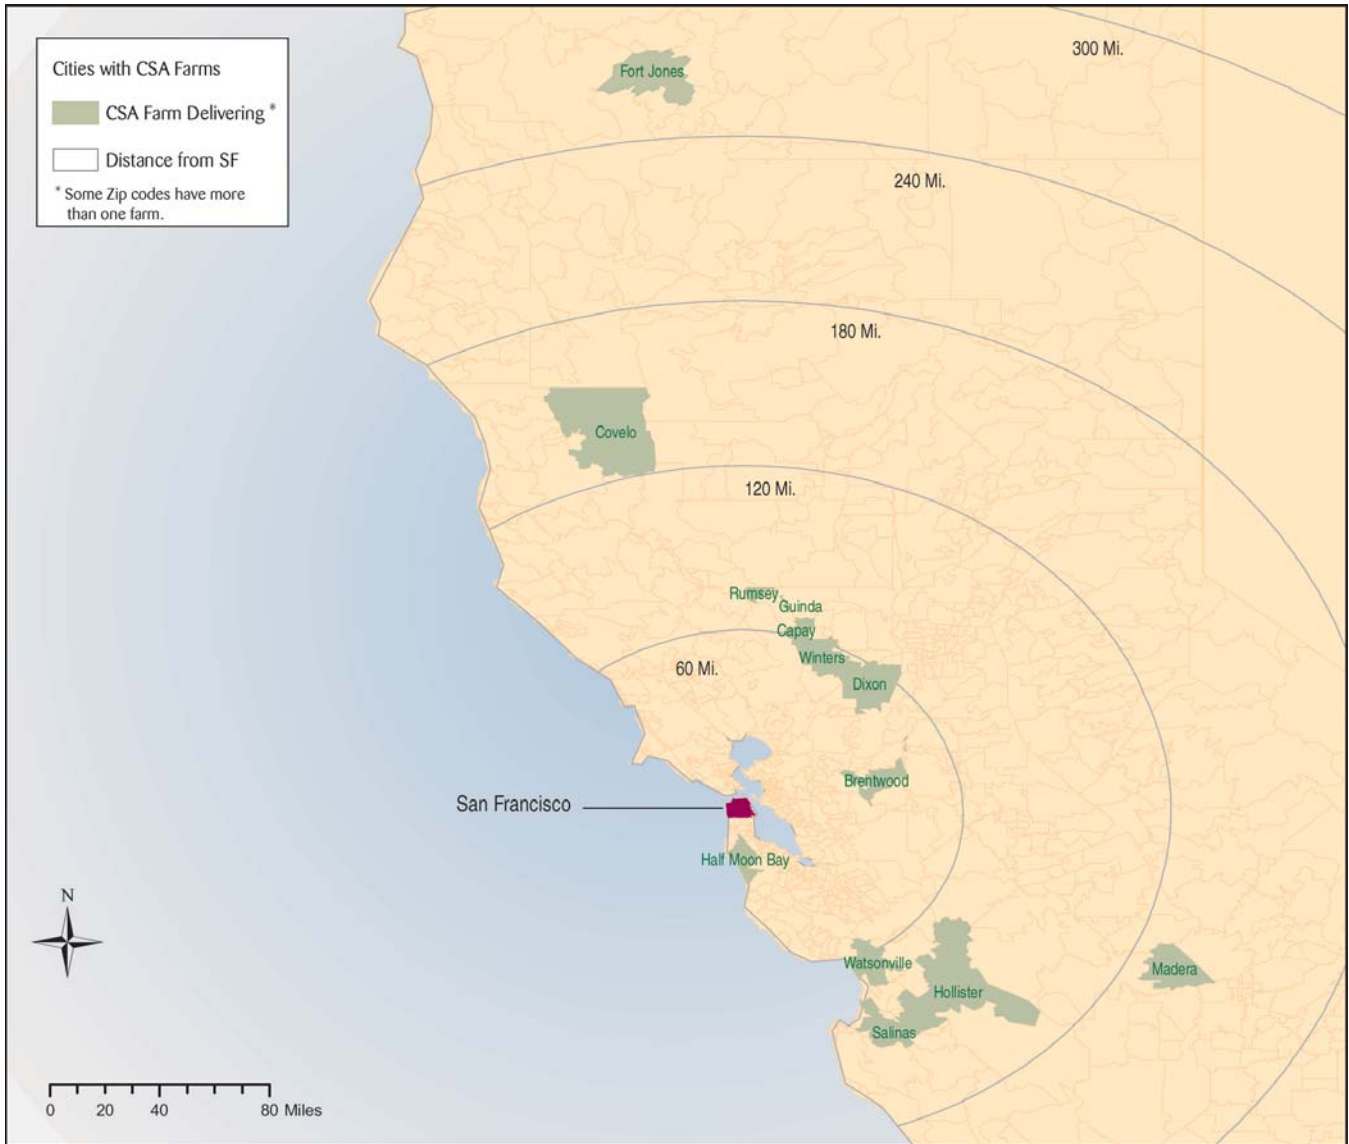 Cities with CSA Farms
CSA Farm Delivering *
Distance from SF
* Some Zip codes have more
than one farm.
300 Mi.
Fort Jones
240 Mi.
180 Mi.
Covelo
120 Mi.
Rumsey
Guinda
Capay
Winters
60 Mi.
Dixon
Brentwood
San Francisco
Half Moon Bay
N
Watsonville
Madera
Hollister
Salinas
0 20 40 80 Miles